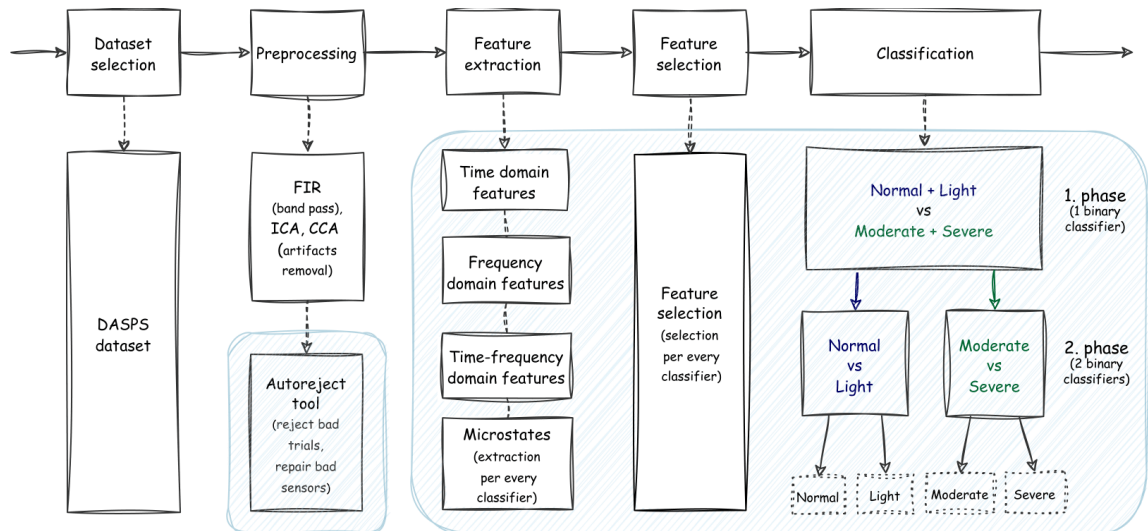 Dataset
selection
Preprocessing
Feature
extraction
Feature
selection
Classification
DASPS
dataset
FIR
(band pass),
ICA, CCA
(artifacts
removal)
Autoreject
tool
(reject bad
trials,
repair bad
sensors)
Time domain
features
Frequency
domain features
Time-frequency
domain features
Microstates
(extraction
per every
classifier)
Feature
selection
(selection
per every
classifier)
Normal + Light
vs
Moderate + Severe
1. phase
(1 binary
classifier)
Normal
vs
Light
Moderate
vs
Severe
2. phase
(2 binary
classifiers)
Normal
Light
Moderate
Severe